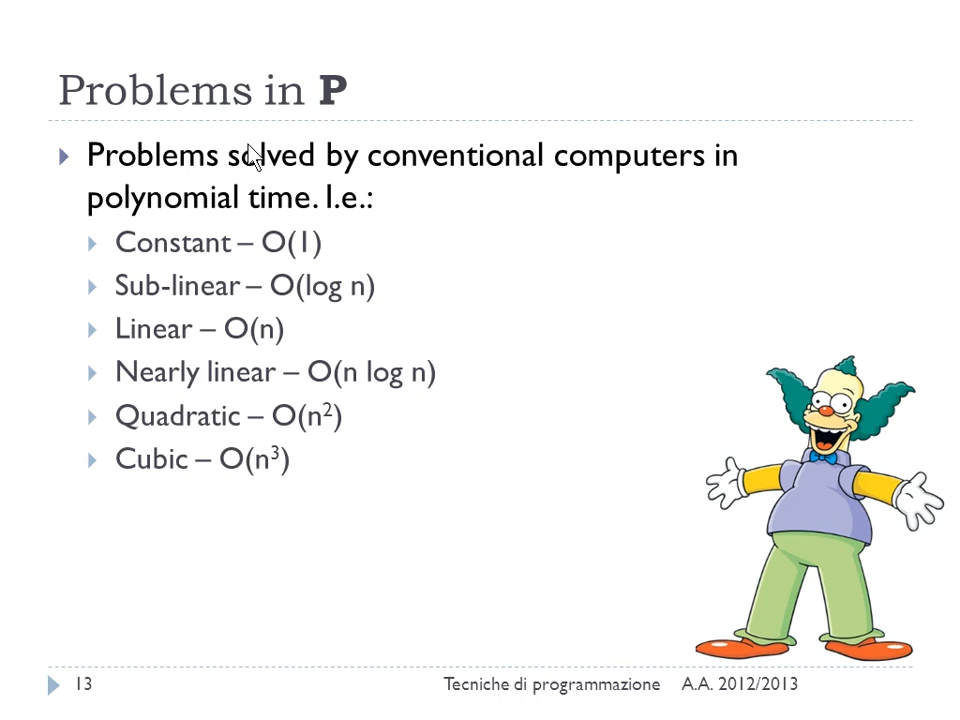 Problems in P
Problems solved by conventional computers in
polynomial time. I.e.:
Constant – O(1)
Sub-linear – O(log n)
Linear – O(n)
Nearly linear – O(n log n)
Quadratic – O(n²)
Cubic – O(n³)
13 Tecniche di programmazione A.A. 2012/2013